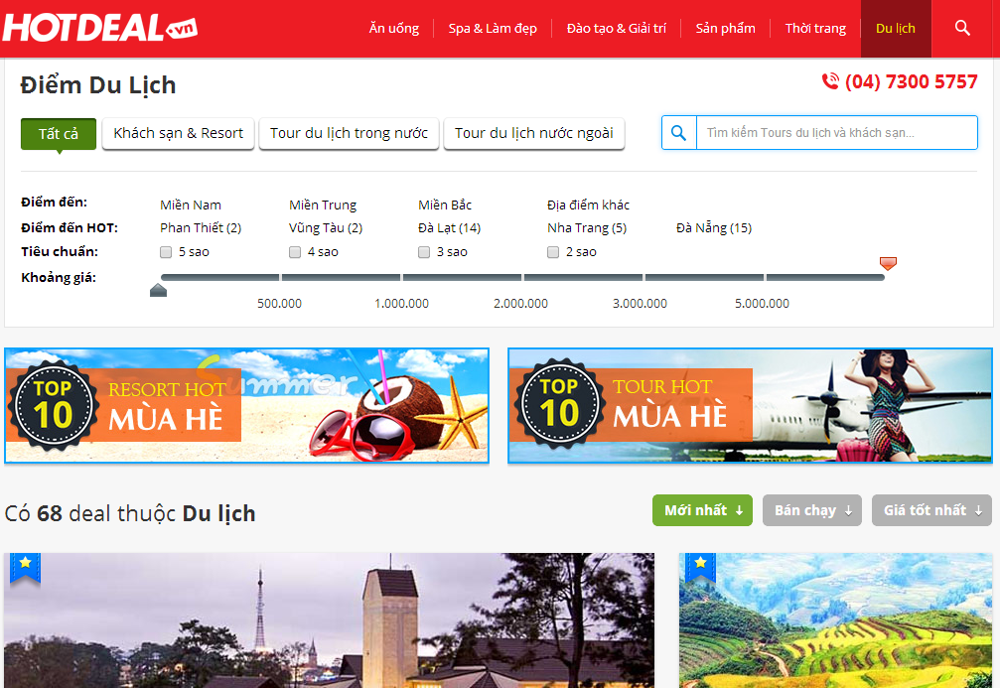 HOTDEAL.vn
Ăn uống
Spa & Làm đẹp
Đào tạo & Giải trí
Sản phẩm
Thời trang
Du lịch
Điểm Du Lịch
(04) 7300 5757
Tất cả
Khách sạn & Resort
Tour du lịch trong nước
Tour du lịch nước ngoài
Tìm kiếm Tours du lịch và khách sạn...
Điểm đến: Miền Nam Miền Trung Miền Bắc Địa điểm khác
Điểm đến HOT: Phan Thiết (2) Vũng Tàu (2) Đà Lạt (14) Nha Trang (5) Đà Nẵng (15)
Tiêu chuẩn: 5 sao 4 sao 3 sao 2 sao
Khoảng giá:
500.000 1.000.000 2.000.000 3.000.000 5.000.000
Summer
TOP 10
RESORT HOT
MÙA HÈ
TOP 10
TOUR HOT
MÙA HÈ
Có 68 deal thuộc Du lịch
Mới nhất ↓
Bán chạy ↓
Giá tốt nhất ↓